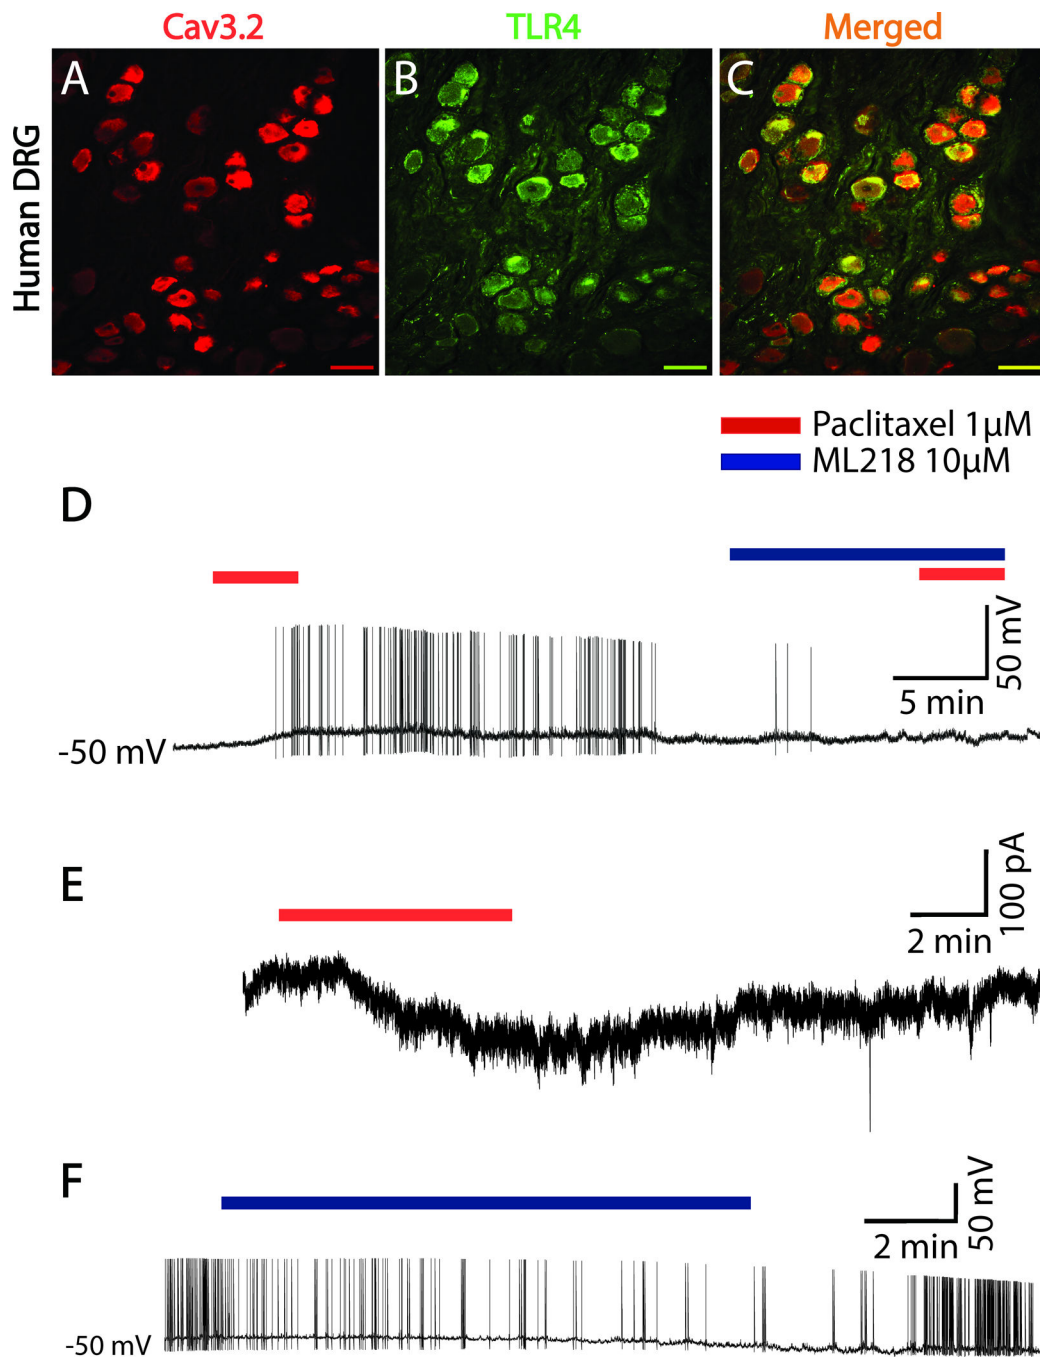 Cav3.2 TLR4 Merged
A B C
Human DRG
Paclitaxel 1µM
ML218 10µM
D
50 mV
5 min
-50 mV
E
100 pA
2 min
F
50 mV
2 min
-50 mV